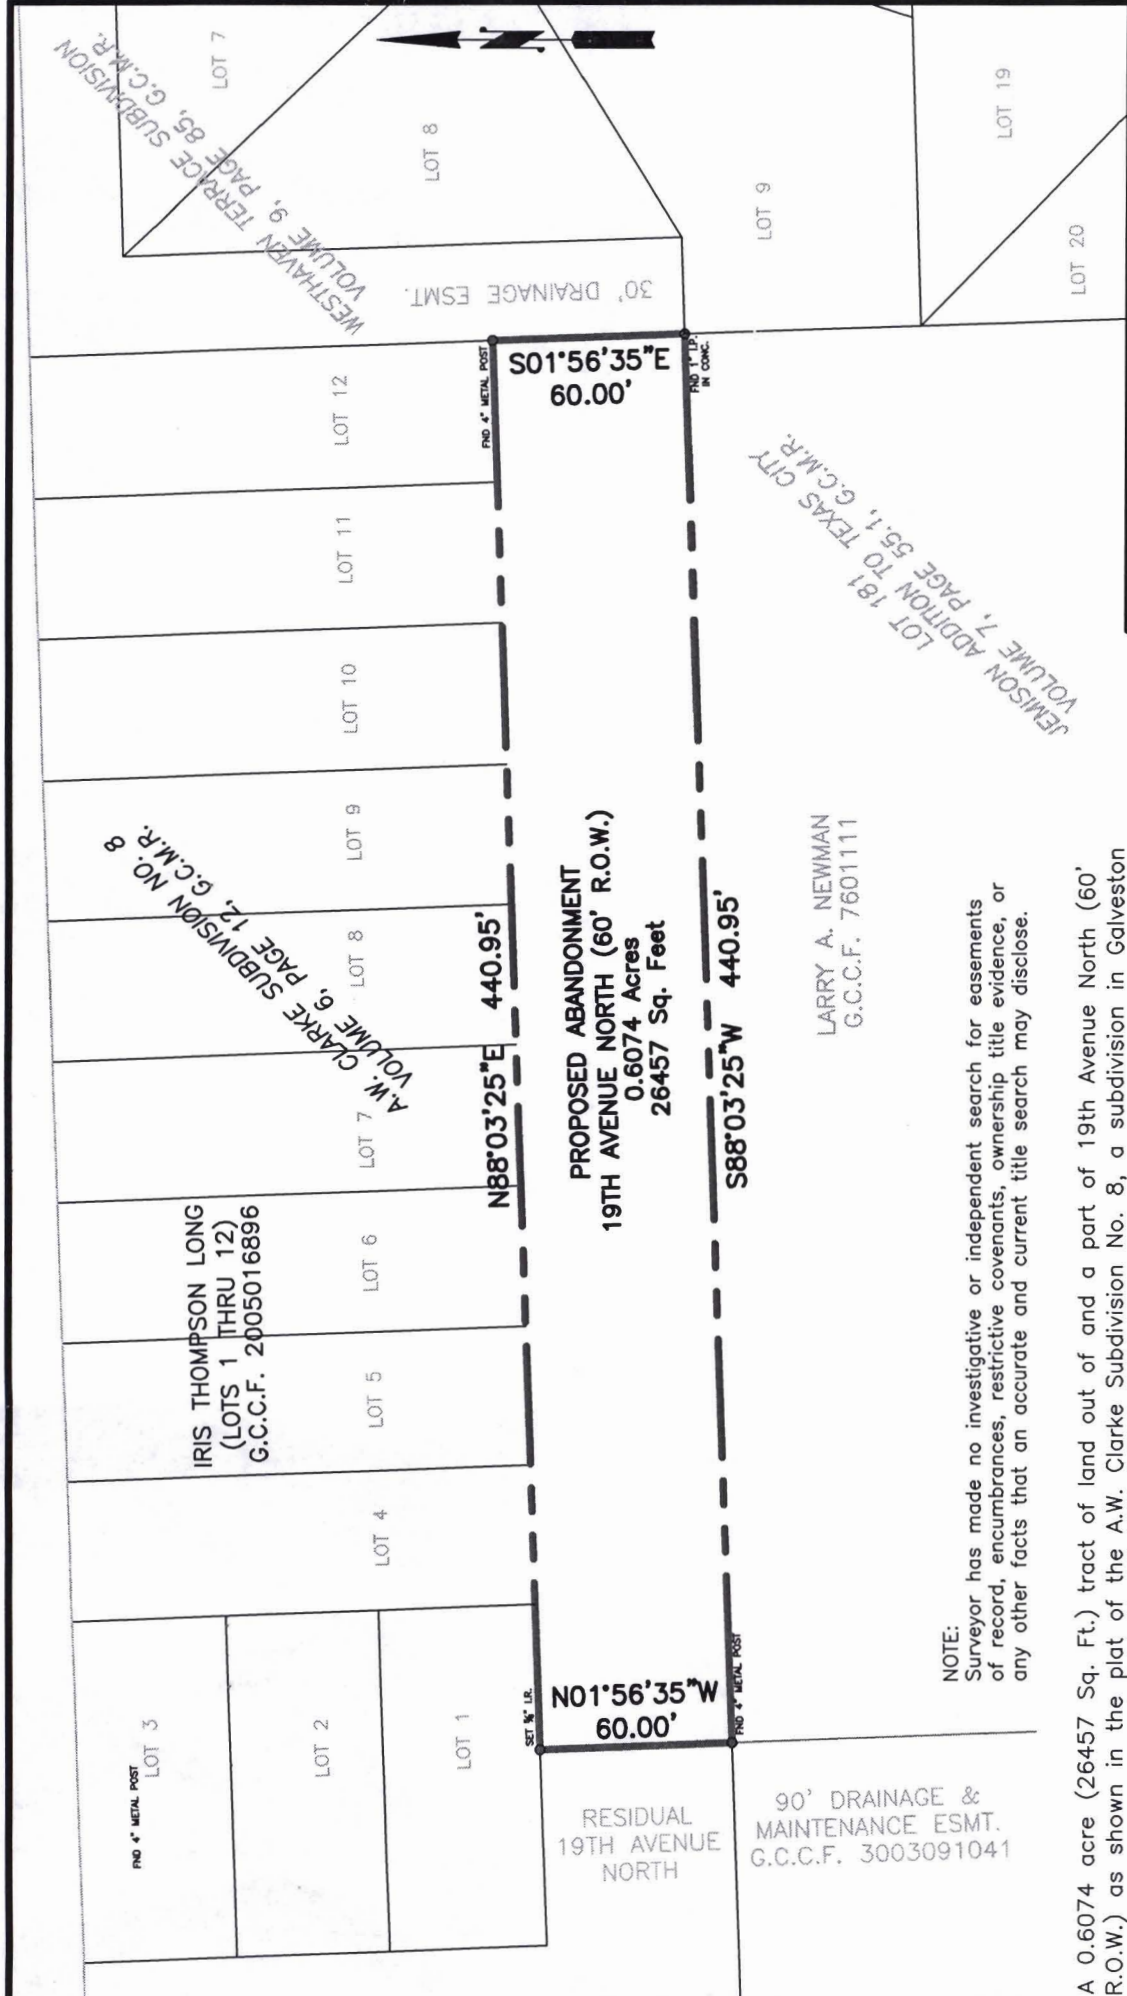 WESTHAVEN TERRACE SUBDIVISION
VOLUME 9, PAGE 85, G.C.M.R.
LOT 7
LOT 8
LOT 9
LOT 19
LOT 20
30' DRAINAGE ESMT.
A.W. CLARKE SUBDIVISION NO. 8
VOLUME 6, PAGE 12, G.C.M.R.
IRIS THOMPSON LONG
(LOTS 1 THRU 12)
G.C.C.F. 2005016896
FND 4" METAL POST
LOT 3
LOT 2
LOT 1
LOT 4
LOT 5
LOT 6
LOT 7
LOT 8
LOT 9
LOT 10
LOT 11
LOT 12
SET ⅝" I.R.
N88°03'25"E 440.95'
FND 4" METAL POST
N01°56'35"W
60.00'
PROPOSED ABANDONMENT
19TH AVENUE NORTH (60' R.O.W.)
0.6074 Acres
26457 Sq. Feet
S01°56'35"E
60.00'
FND 4" METAL POST
S88°03'25"W 440.95'
FND 1" I.P.
IN CONC.
RESIDUAL
19TH AVENUE
NORTH
90' DRAINAGE &
MAINTENANCE ESMT.
G.C.C.F. 3003091041
LARRY A. NEWMAN
G.C.C.F. 7601111
LOT 181
JEMISON ADDITION TO TEXAS CITY
VOLUME 7, PAGE 55.1, G.C.M.R.
NOTE:
Surveyor has made no investigative or independent search for easements
of record, encumbrances, restrictive covenants, ownership title evidence, or
any other facts that an accurate and current title search may disclose.
A 0.6074 acre (26457 Sq. Ft.) tract of land out of and a part of 19th Avenue North (60'
R.O.W.) as shown in the plat of the A.W. Clarke Subdivision No. 8, a subdivision in Galveston